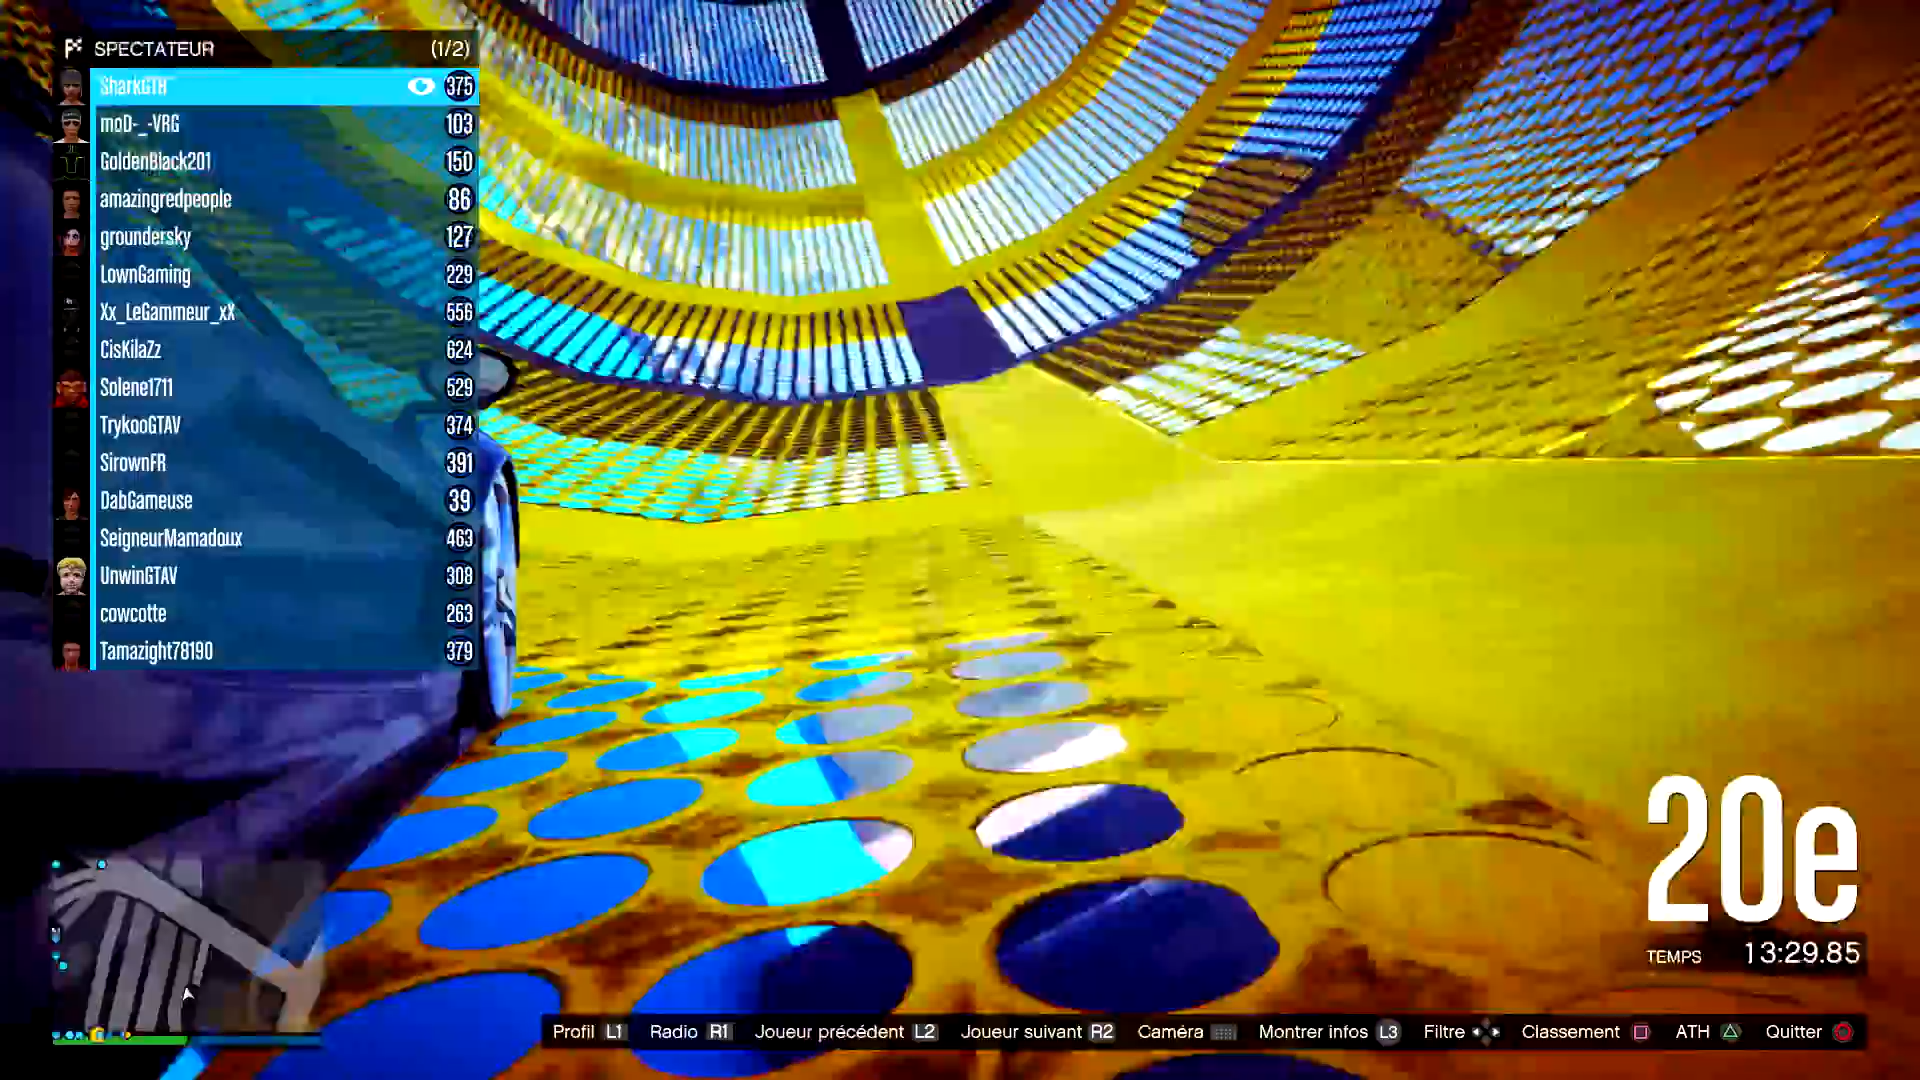 SPECTATEUR (1/2)
SharkGTH 375
moD-_-VRG 103
GoldenBlack201 150
amazingredpeople 86
groundersky 127
LownGaming 229
Xx_LeGammeur_xX 556
CisKilaZz 624
Solene1711 529
TrykooGTAV 374
SirownFR 391
DabGameuse 39
SeigneurMamadoux 463
UnwinGTAV 308
cowcotte 263
Tamazight78190 379
20e
TEMPS 13:29.85
Profil L1 Radio R1 Joueur précédent L2 Joueur suivant R2 Caméra Montrer infos L3 Filtre Classement ATH Quitter